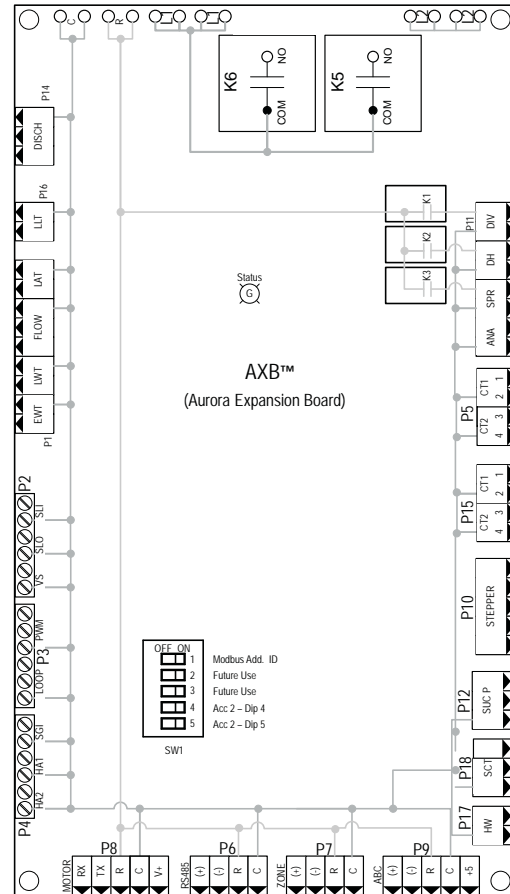 C
R
L1
L1
L2
L2
K6
NO
COM
K5
NO
COM
P14
DISCH
P16
LLT
LAT
FLOW
LWT
EWT
P1
K1
K2
K3
P11
DIV
DH
SPR
ANA
Status
G
AXB™
(Aurora Expansion Board)
P5
CT1
1
2
CT2
3
4
P15
CT1
1
2
CT2
3
4
P2
SLI
SLO
VS
P3
PWM
LOOP
P4
SGI
HA1
HA2
P10
STEPPER
P12
SUC P
P18
SCT
P17
HW
OFF ON
1 Modbus Add. ID
2 Future Use
3 Future Use
4 Acc 2 – Dip 4
5 Acc 2 – Dip 5
SW1
P8
MOTOR
RX
TX
R
C
V+
P6
RS485
(+)
(-)
R
C
P7
ZONE
(+)
(-)
R
C
P9
ABC
(+)
(-)
R
C
+5